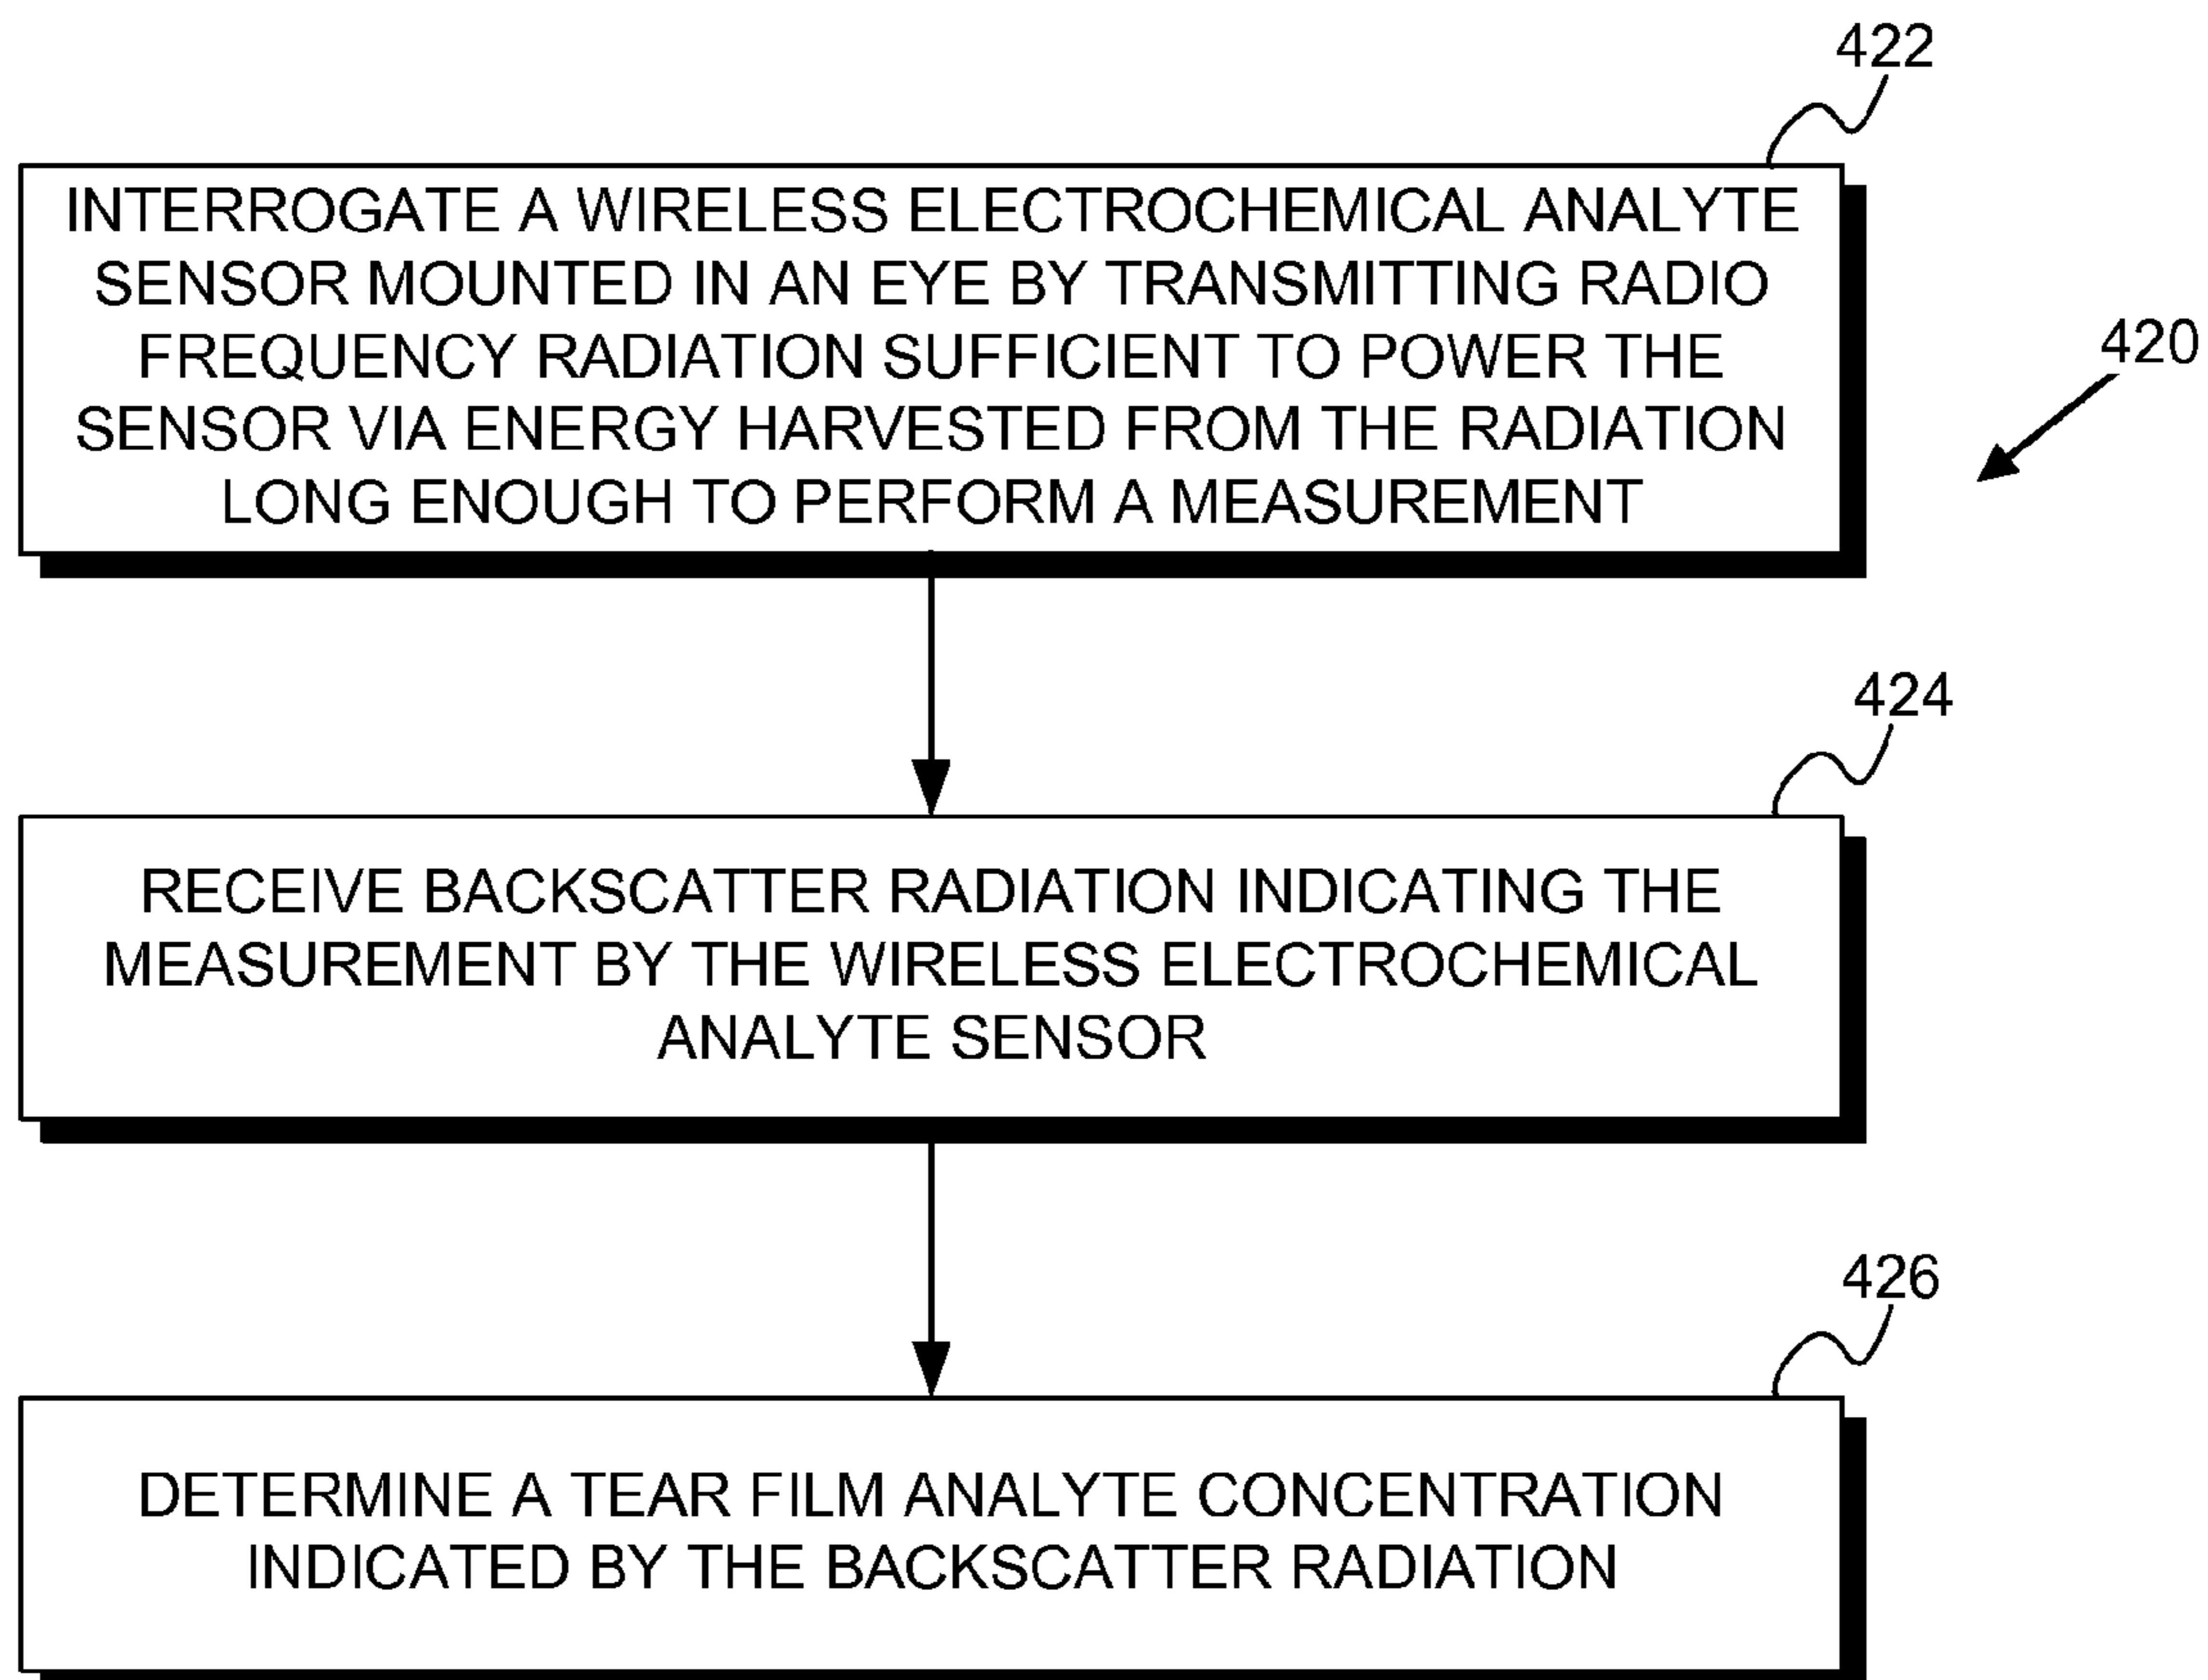 422
INTERROGATE A WIRELESS ELECTROCHEMICAL ANALYTE
SENSOR MOUNTED IN AN EYE BY TRANSMITTING RADIO
FREQUENCY RADIATION SUFFICIENT TO POWER THE
SENSOR VIA ENERGY HARVESTED FROM THE RADIATION
LONG ENOUGH TO PERFORM A MEASUREMENT
420
424
RECEIVE BACKSCATTER RADIATION INDICATING THE
MEASUREMENT BY THE WIRELESS ELECTROCHEMICAL
ANALYTE SENSOR
426
DETERMINE A TEAR FILM ANALYTE CONCENTRATION
INDICATED BY THE BACKSCATTER RADIATION